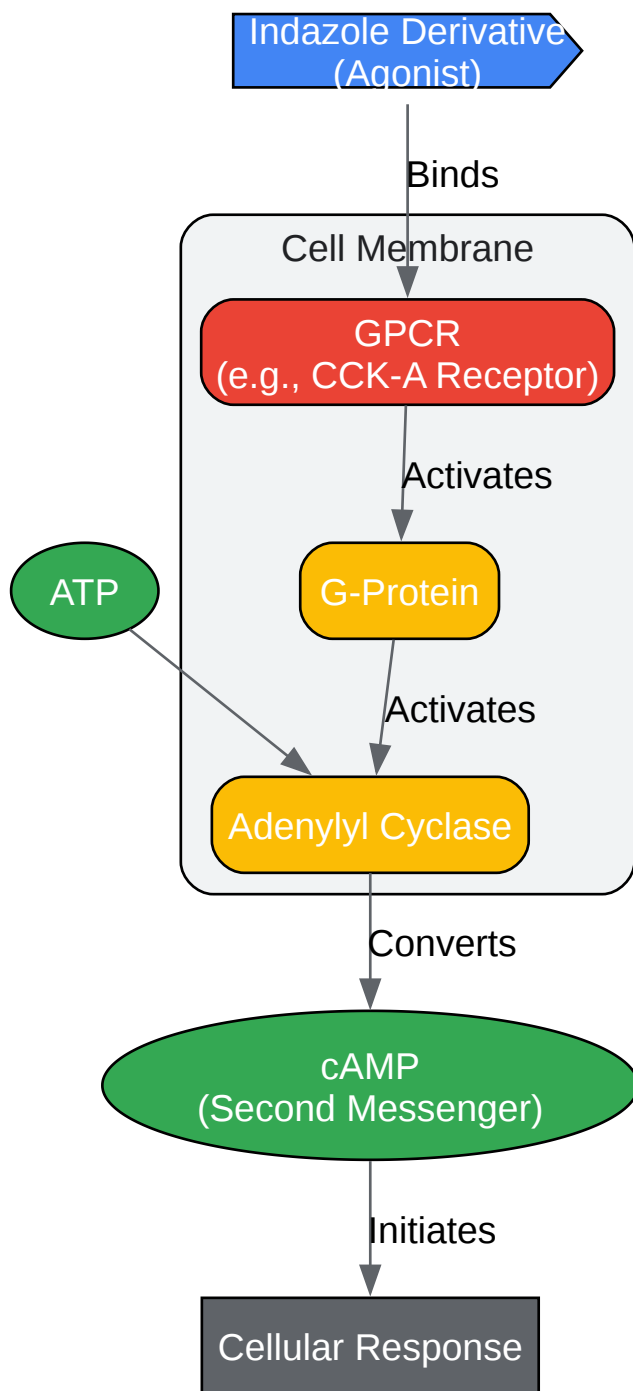 Indazole Derivative
(Agonist)
Binds
Cell Membrane
GPCR
(e.g., CCK-A Receptor)
Activates
ATP
G-Protein
Activates
Adenylyl Cyclase
Converts
cAMP
(Second Messenger)
Initiates
Cellular Response